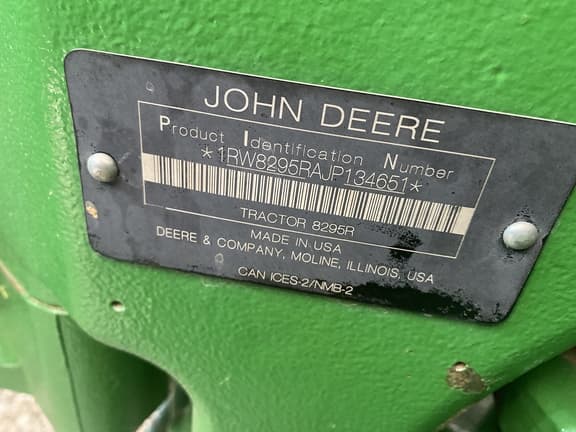 JOHN DEERE
Product Identification Number
*1RW8295RAJP134651*
TRACTOR 8295R
MADE IN USA
DEERE & COMPANY, MOLINE, ILLINOIS, USA
CAN ICES-2/NMB-2